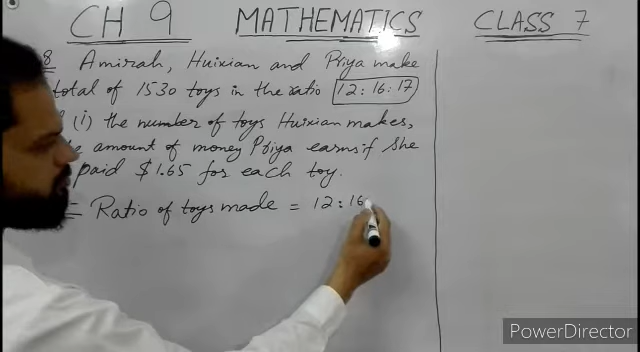 CH 9 MATHEMATICS CLASS 7
8 Amirah, Huixian and Priya make
total of 1530 toys in the ratio 12:16:17
(i) the number of toys Huixian makes,
amount of money Priya earns if she
paid $1.65 for each toy.
= Ratio of toys made = 12:16
PowerDirector